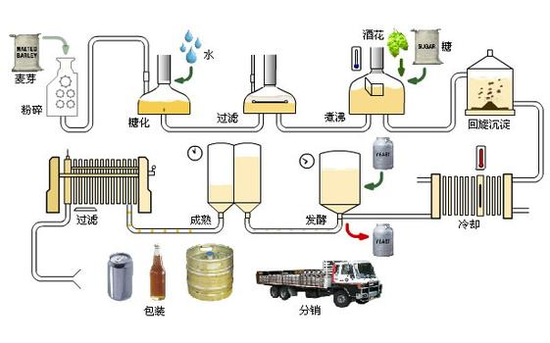 MALTED
BARLEY
麦芽
粉碎
水
糖化
过滤
酒花
SUGAR
糖
煮沸
回旋沉淀
YEAST
冷却
发酵
成熟
过滤
YEAST
包装
分销